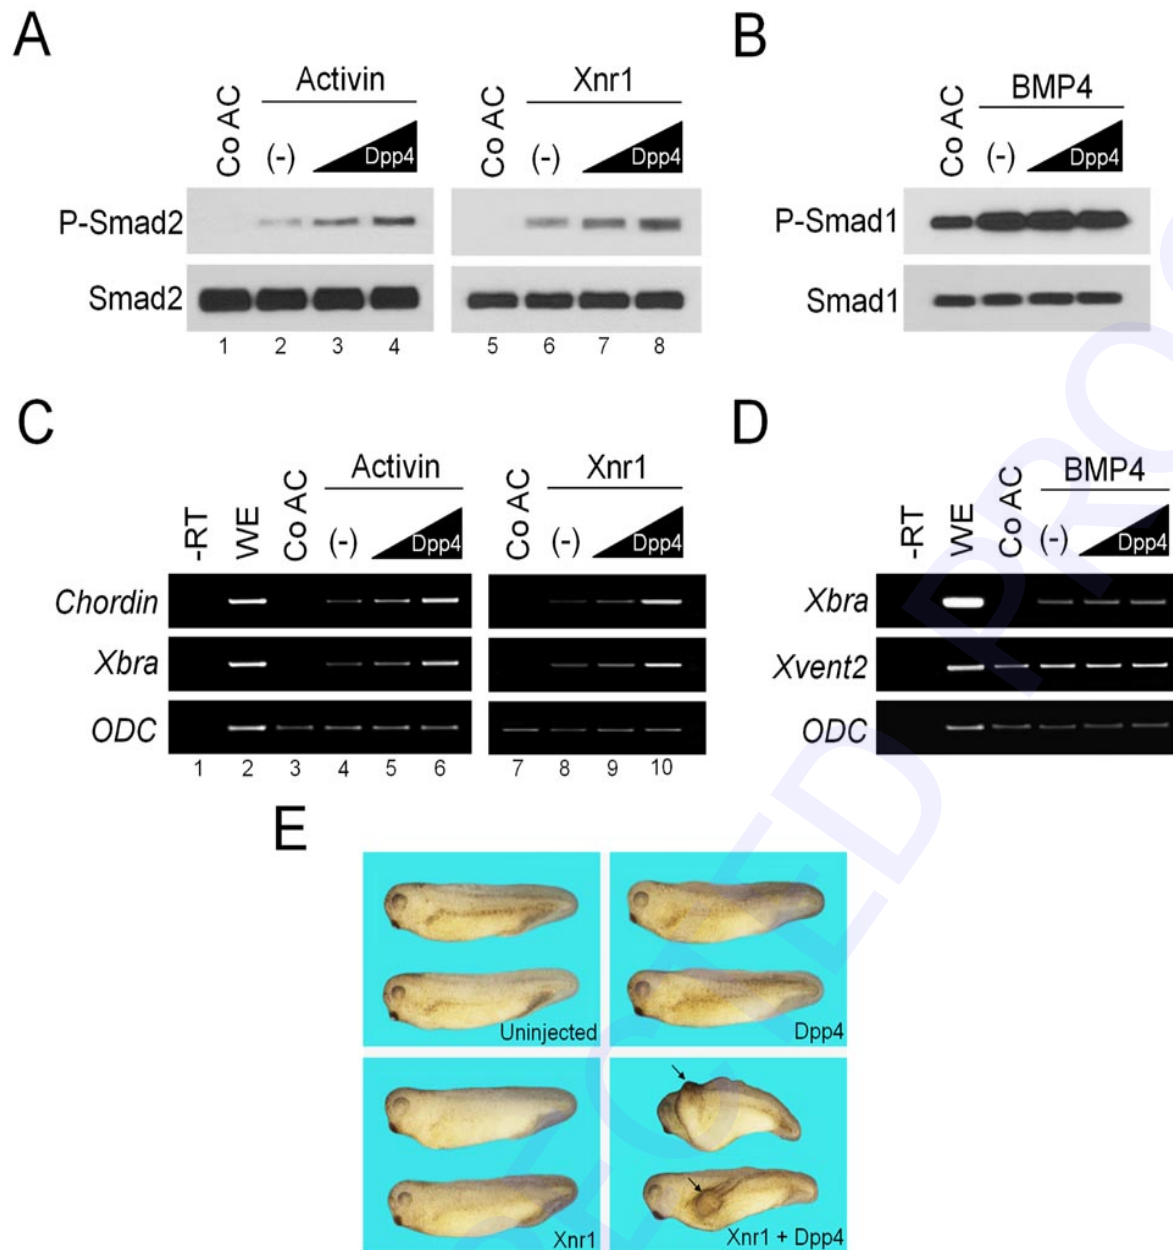 A
B
Activin
Xnr1
BMP4
Co AC
(-)
Dpp4
Co AC
(-)
Dpp4
Co AC
(-)
Dpp4
P-Smad2
P-Smad1
Smad2
Smad1
1 2 3 4 5 6 7 8
C
D
Activin
Xnr1
BMP4
-RT
WE
Co AC
(-)
Dpp4
Co AC
(-)
Dpp4
-RT
WE
Co AC
(-)
Dpp4
Chordin
Xbra
Xbra
Xvent2
ODC
ODC
1 2 3 4 5 6 7 8 9 10
E
Uninjected
Dpp4
Xnr1
Xnr1 + Dpp4